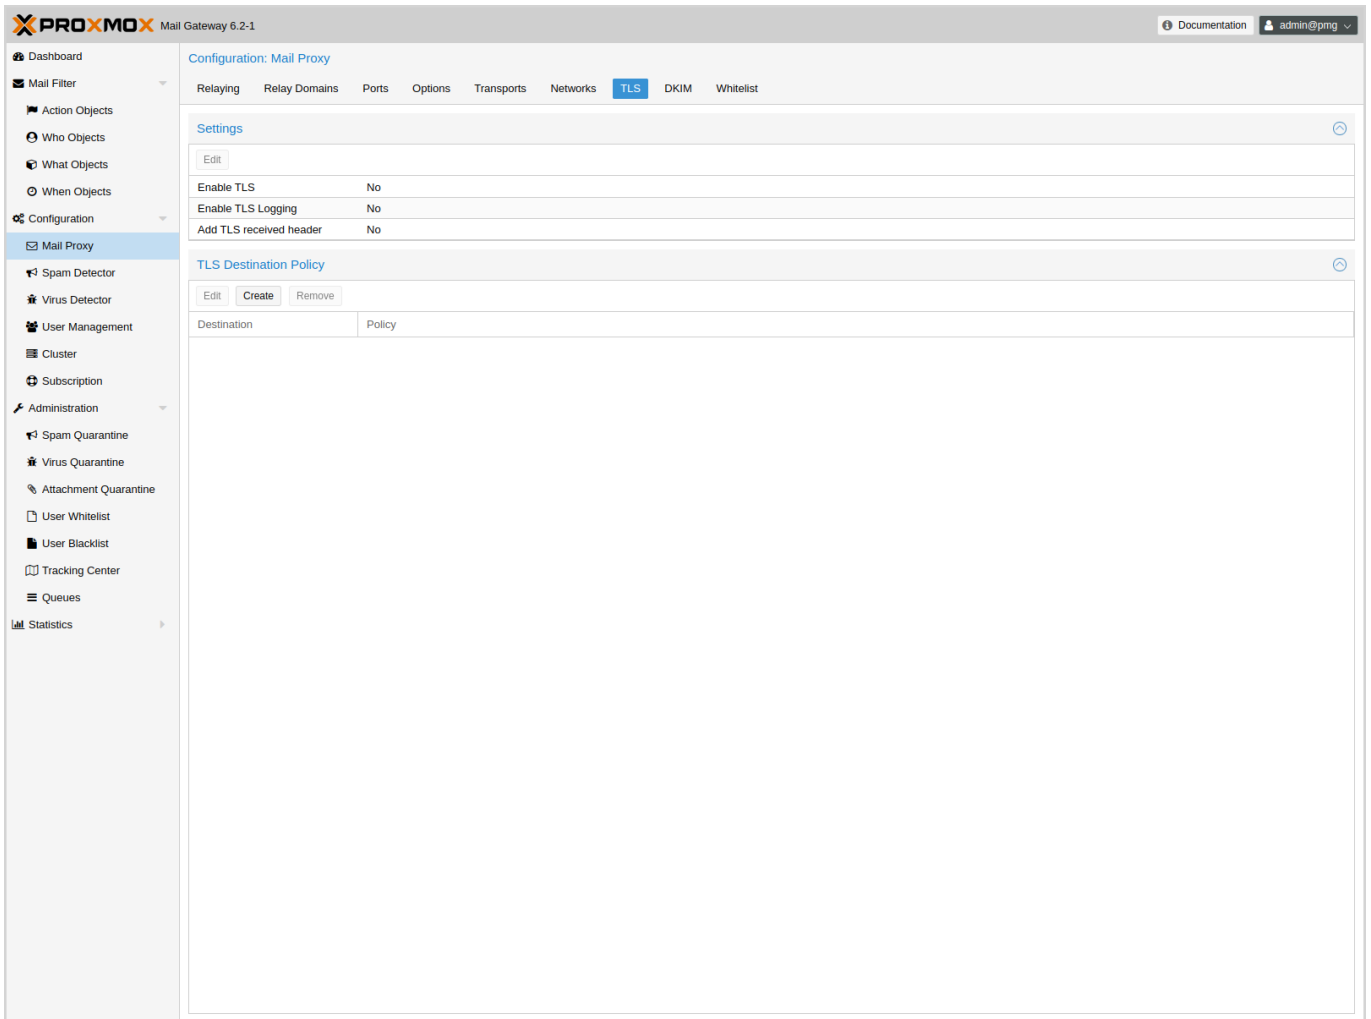 PROXMOX Mail Gateway 6.2-1
Documentation
admin@pmg
Dashboard
Mail Filter
Action Objects
Who Objects
What Objects
When Objects
Configuration
Mail Proxy
Spam Detector
Virus Detector
User Management
Cluster
Subscription
Administration
Spam Quarantine
Virus Quarantine
Attachment Quarantine
User Whitelist
User Blacklist
Tracking Center
Queues
Statistics
Configuration: Mail Proxy
Relaying Relay Domains Ports Options Transports Networks TLS DKIM Whitelist
Settings
Edit
Enable TLS No
Enable TLS Logging No
Add TLS received header No
TLS Destination Policy
Edit Create Remove
Destination Policy